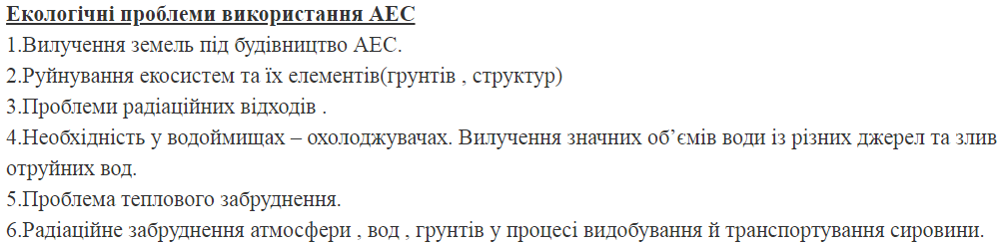 Екологічні проблеми використання АЕС
1.Вилучення земель під будівництво АЕС.
2.Руйнування екосистем та їх елементів(грунтів , структур)
3.Проблеми радіаційних відходів .
4.Необхідність у водоймищах – охолоджувачах. Вилучення значних об’ємів води із різних джерел та злив
отруйних вод.
5.Проблема теплового забруднення.
6.Радіаційне забруднення атмосфери , вод , грунтів у процесі видобування й транспортування сировини.